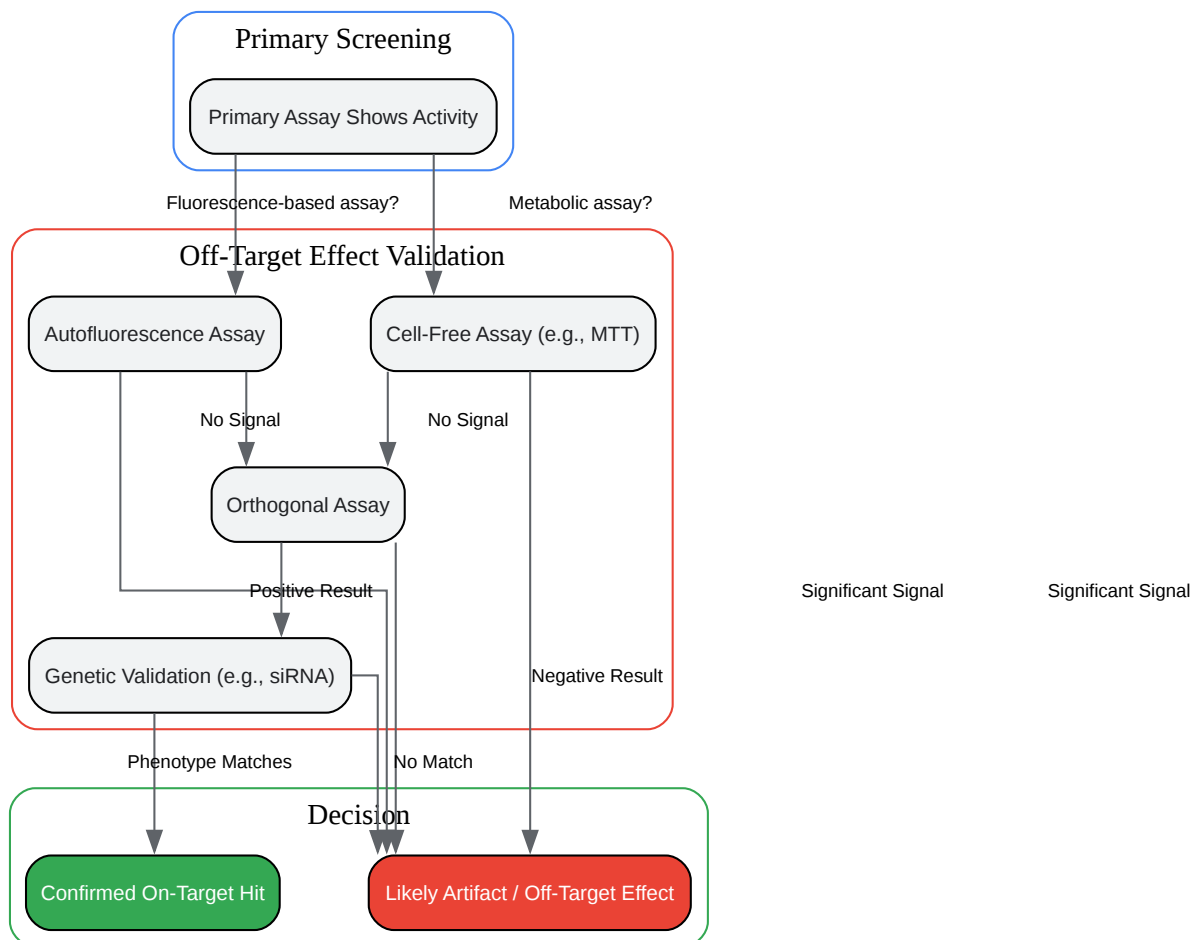 Primary Screening
Primary Assay Shows Activity
Fluorescence-based assay?
Metabolic assay?
Off-Target Effect Validation
Autofluorescence Assay
Cell-Free Assay (e.g., MTT)
No Signal
No Signal
Orthogonal Assay
Positive Result
Significant Signal
Significant Signal
Genetic Validation (e.g., siRNA)
Negative Result
Phenotype Matches
No Match
Decision
Confirmed On-Target Hit
Likely Artifact / Off-Target Effect